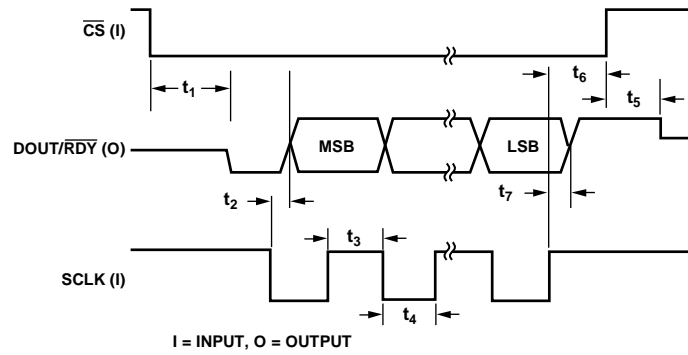 CS (I)
t1
t6
t5
DOUT/RDY (O)
MSB
LSB
t2
t7
t3
SCLK (I)
t4
I = INPUT, O = OUTPUT